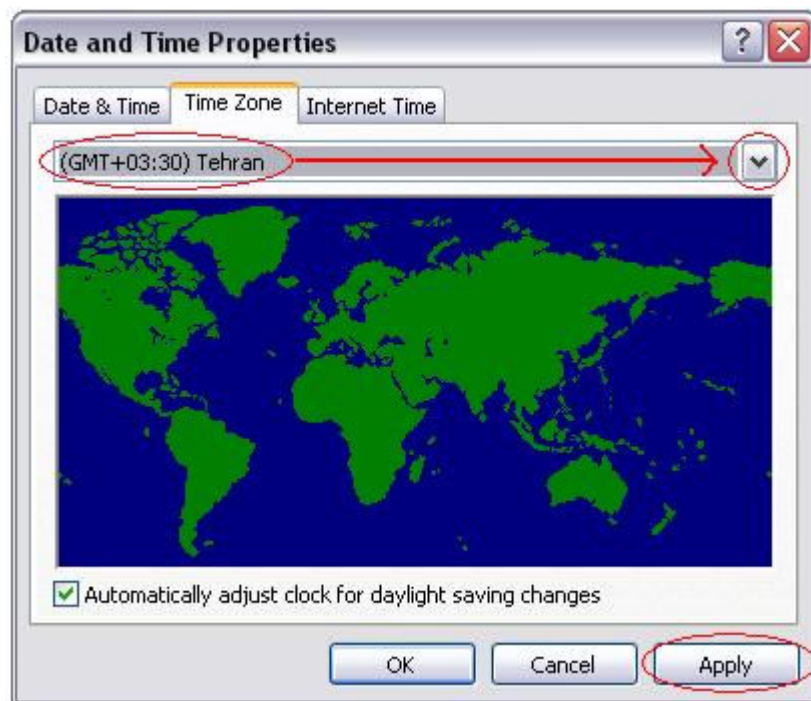 Date and Time Properties
Date & Time Time Zone Internet Time
(GMT+03:30) Tehran
Automatically adjust clock for daylight saving changes
OK Cancel Apply